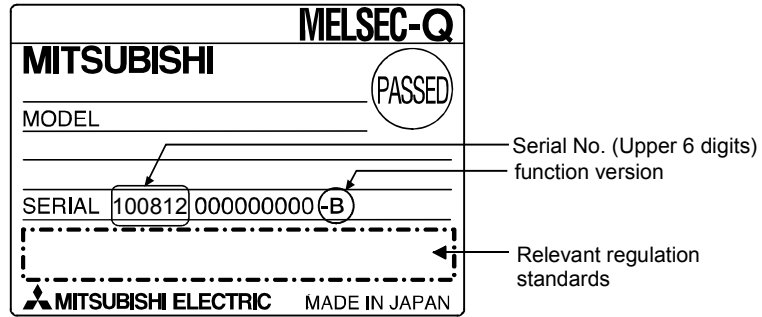 MELSEC-Q
MITSUBISHI
PASSED
MODEL
Serial No. (Upper 6 digits)
function version
SERIAL 100812 000000000 -B
Relevant regulation
standards
MITSUBISHI ELECTRIC MADE IN JAPAN